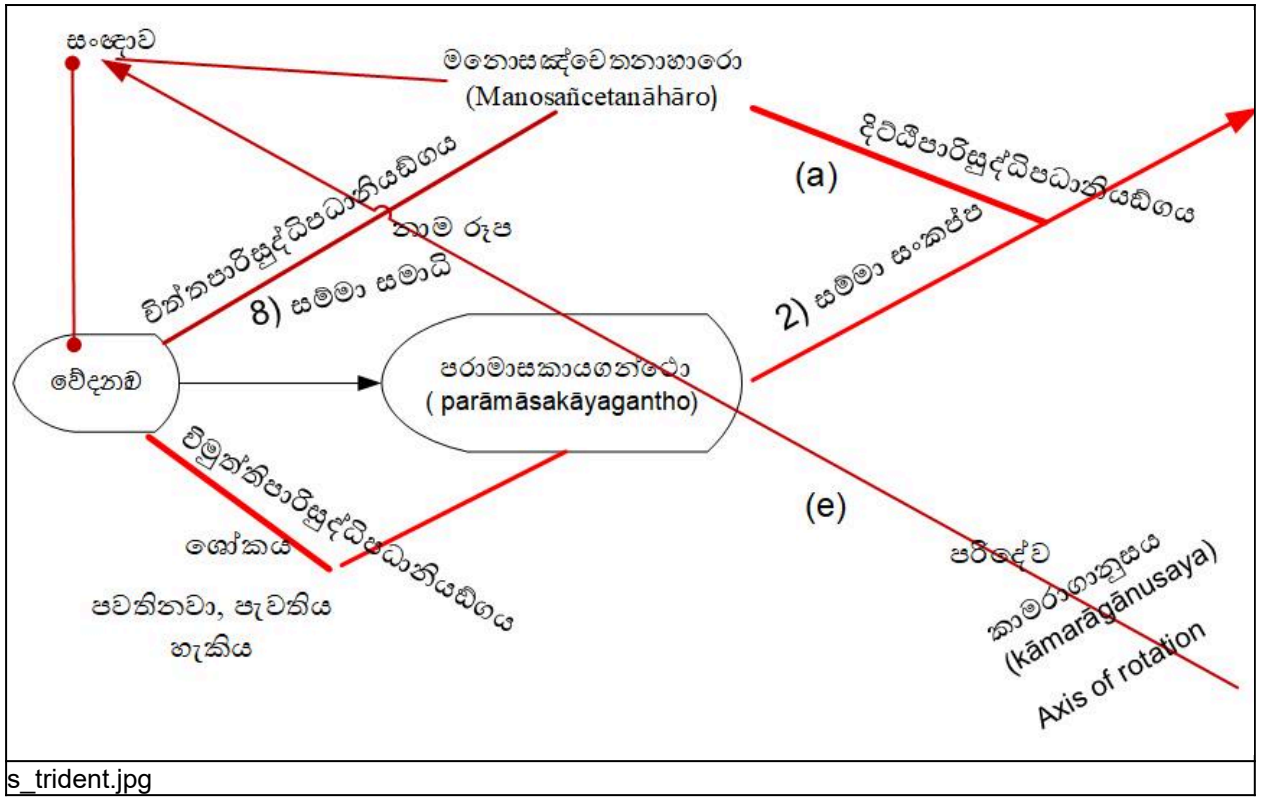 සංඥාව
මනොසඤ්චෙතනාහාරො
(Manosañcetanāhāro)
දිට්ඨිපාරිසුද්ධිපධානියඞ්ගය
(a)
චිත්තපාරිසුද්ධිපධානියඞ්ගය
නාම රූප
2) සම්මා සංකප්ප
8) සම්මා සමාධි
පරාමාසකායගන්ථො
( parāmāsakāyagantho)
විමුත්තිපාරිසුද්ධිපධානියඞ්ගය
(e)
ශෝකය
පරිදේව
කාමරාගානුසය
(kāmarāgānusaya)
පවතිනවා, පැවතිය
හැකිය
Axis of rotation
s_trident.jpg